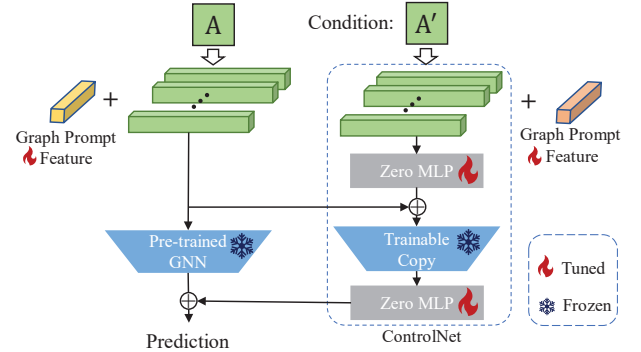 A
Condition:
A′
+
Graph Prompt
Feature
+
Graph Prompt
Feature
Zero MLP
Pre-trained
GNN
Trainable
Copy
Zero MLP
Prediction
ControlNet
Tuned
Frozen